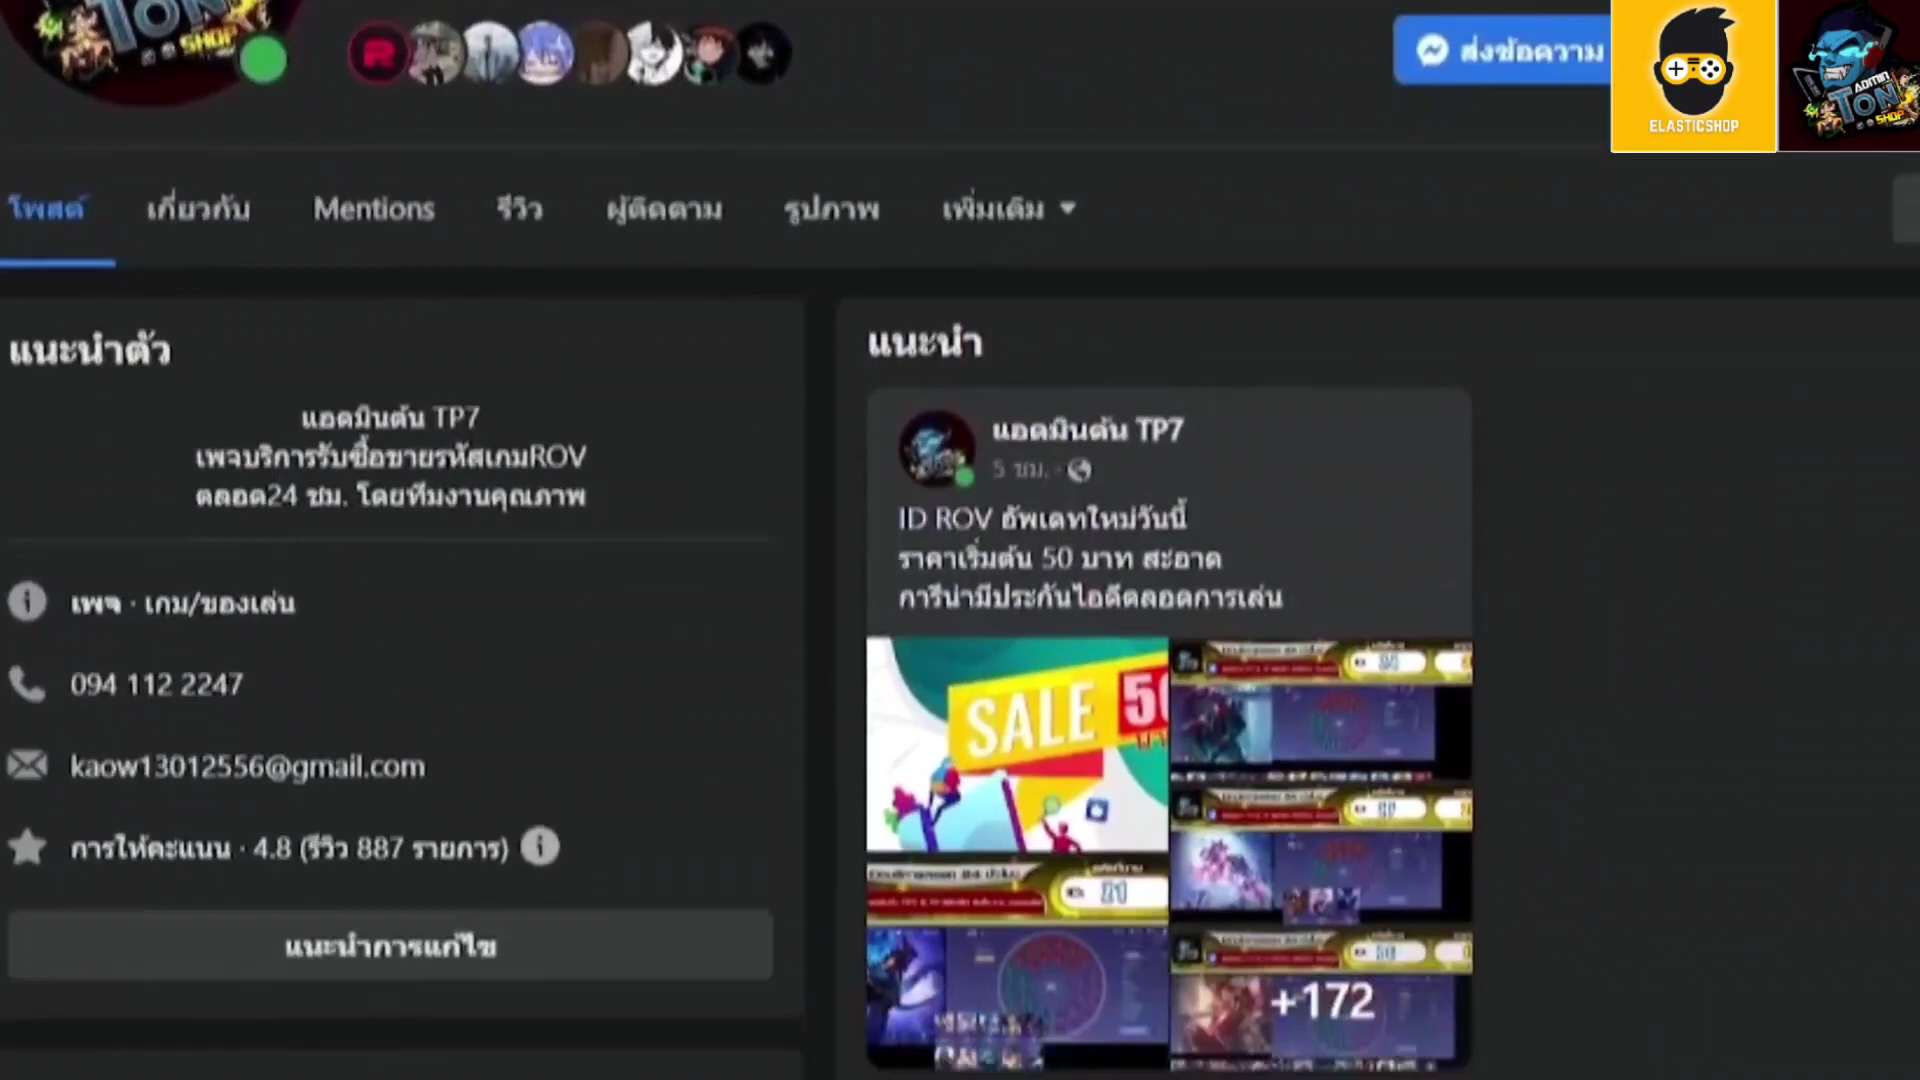 TON
SHOP
ส่งข้อความ
ELASTICSHOP
ADMIN
TON
SHOP
โพสต์
เกี่ยวกับ
Mentions
รีวิว
ผู้ติดตาม
รูปภาพ
เพิ่มเติม
แนะนำตัว
แอดมินต้น TP7
เพจบริการรับซื้อขายรหัสเกมROV
ตลอด24 ชม. โดยทีมงานคุณภาพ
เพจ · เกม/ของเล่น
094 112 2247
kaow13012556@gmail.com
การให้คะแนน · 4.8 (รีวิว 887 รายการ)
แนะนำการแก้ไข
แนะนำ
แอดมินต้น TP7
5 ชม. ·
ID ROV อัพเดทใหม่วันนี้
ราคาเริ่มต้น 50 บาท สะอาด
การีน่ามีประกันไอดีตลอดการเล่น
SALE 50
21
+172